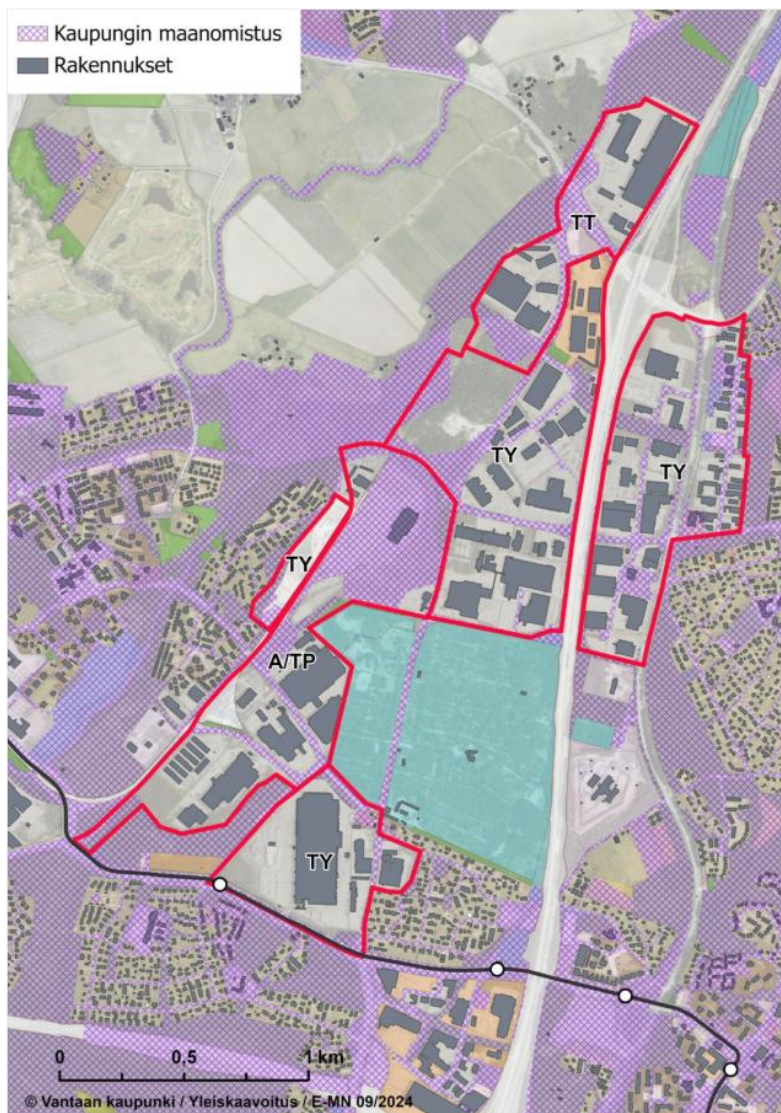 Kaupungin maanomistus
Rakennukset
TT
TY
TY
TY
A/TP
TY
0 0,5 1 km
© Vantaan kaupunki / Yleiskaavoitus / E-MN 09/2024